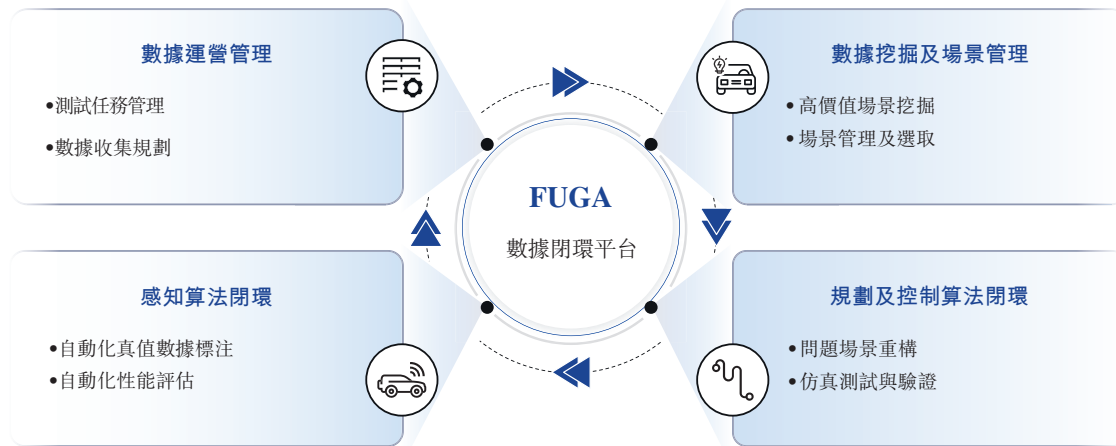 數據運營管理
•測試任務管理
•數據收集規劃
數據挖掘及場景管理
•高價值場景挖掘
•場景管理及選取
FUGA
數據閉環平台
感知算法閉環
•自動化真值數據標注
•自動化性能評估
規劃及控制算法閉環
•問題場景重構
•仿真測試與驗證